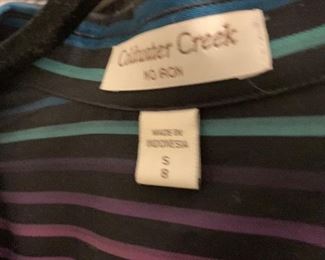 Coldwater Creek
NO IRON
MADE IN
INDONESIA
S
8